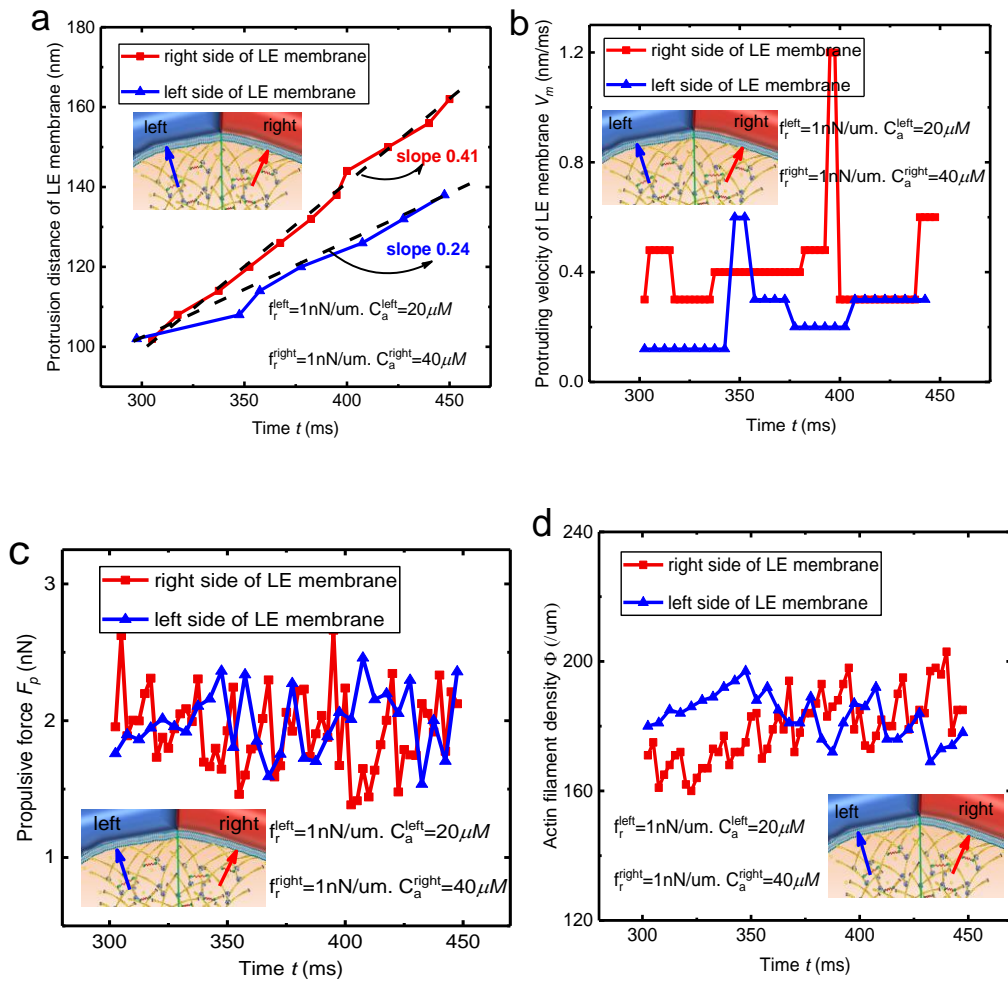 a
Protrusion distance of LE membrane (nm)
180
160
140
120
100
right side of LE membrane
left side of LE membrane
left
right
slope 0.41
slope 0.24
f_r^left=1nN/um. C_a^left=20μM
f_r^right=1nN/um. C_a^right=40μM
300 350 400 450
Time t (ms)
b
Protruding velocity of LE membrane V_m (nm/ms)
1.2
0.8
0.4
0.0
right side of LE membrane
left side of LE membrane
left
right
f_r^left=1nN/um. C_a^left=20μM
f_r^right=1nN/um. C_a^right=40μM
300 350 400 450
Time t (ms)
c
Propulsive force F_p (nN)
3
2
1
right side of LE membrane
left side of LE membrane
left
right
f_r^left=1nN/um. C_a^left=20μM
f_r^right=1nN/um. C_a^right=40μM
300 350 400 450
Time t (ms)
d
Actin filament density Φ (/um)
240
200
160
120
right side of LE membrane
left side of LE membrane
f_r^left=1nN/um. C_a^left=20μM
f_r^right=1nN/um. C_a^right=40μM
left
right
300 350 400 450
Time t (ms)